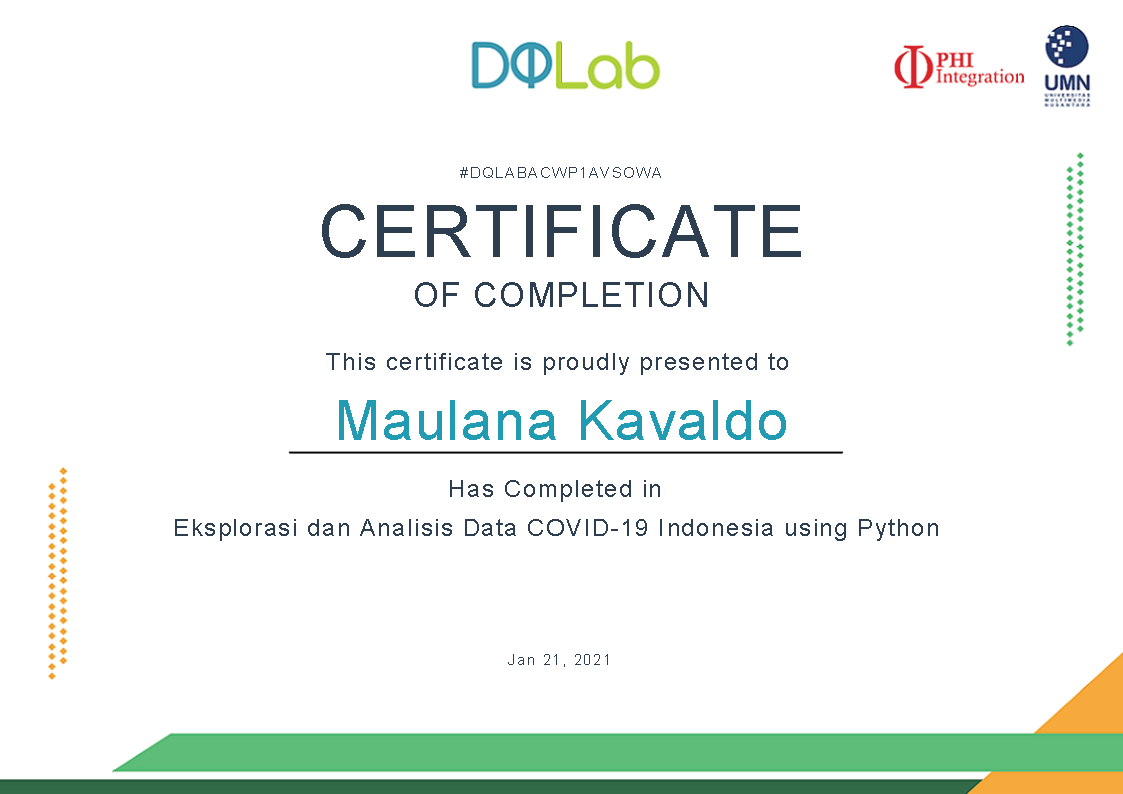 DQLab
PHI
Integration
UMN
UNIVERSITAS
MULTIMEDIA
NUSANTARA
#DQLABACWP1AVSOWA
CERTIFICATE
OF COMPLETION
This certificate is proudly presented to
Maulana Kavaldo
Has Completed in
Eksplorasi dan Analisis Data COVID-19 Indonesia using Python
Jan 21, 2021